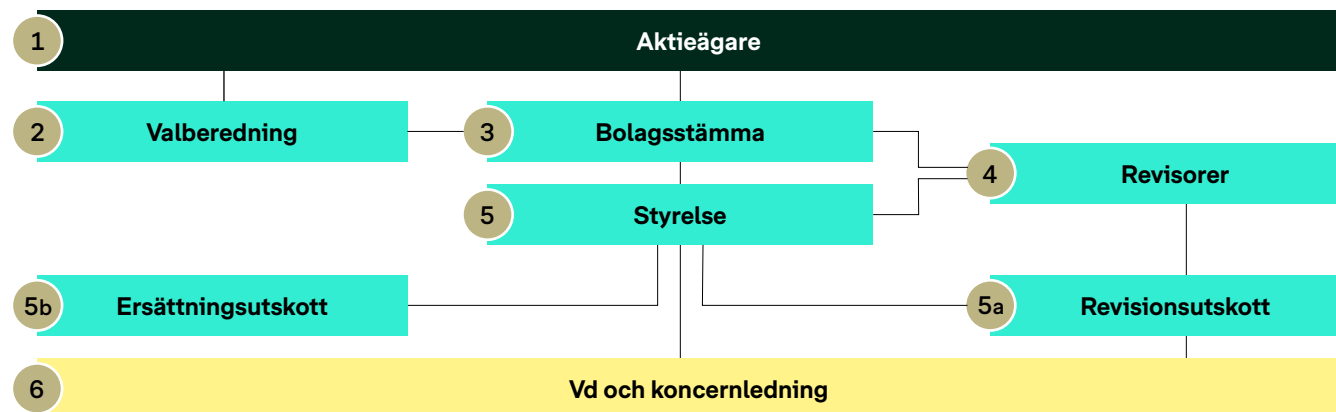 1 Aktieägare
2 Valberedning
3 Bolagsstämma
4 Revisorer
5 Styrelse
5b Ersättningsutskott
5a Revisionsutskott
6 Vd och koncernledning